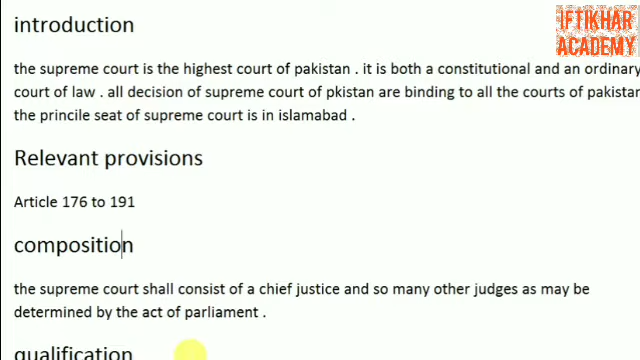 introduction
IFTIKHAR
ACADEMY
the supreme court is the highest court of pakistan . it is both a constitutional and an ordinary
court of law . all decision of supreme court of pkistan are binding to all the courts of pakistan
the princile seat of supreme court is in islamabad .
Relevant provisions
Article 176 to 191
composition
the supreme court shall consist of a chief justice and so many other judges as may be
determined by the act of parliament .
qualification